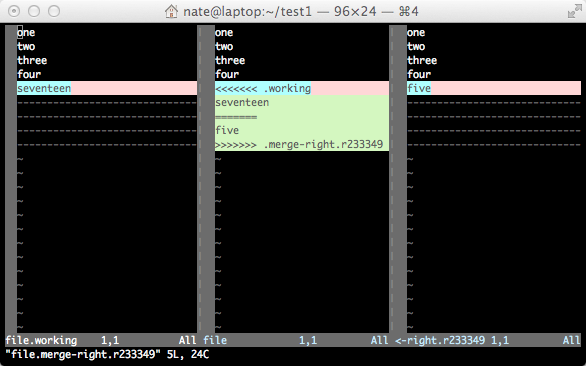 nate@laptop:~/test1 — 96×24 — ⌘4
one
two
three
four
seventeen
one
two
three
four
<<<<<<< .working
seventeen
=======
five
>>>>>>> .merge-right.r233349
one
two
three
four
five
file.working 1,1 All
file 1,1 All
<-right.r233349 1,1 All
"file.merge-right.r233349" 5L, 24C